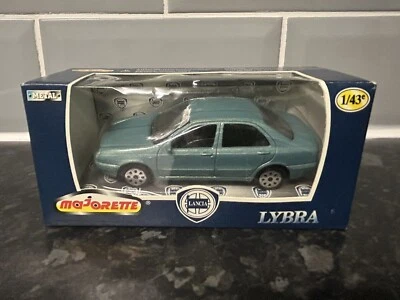 METAL
1/43e
majorette ®
LANCIA
LYBRA